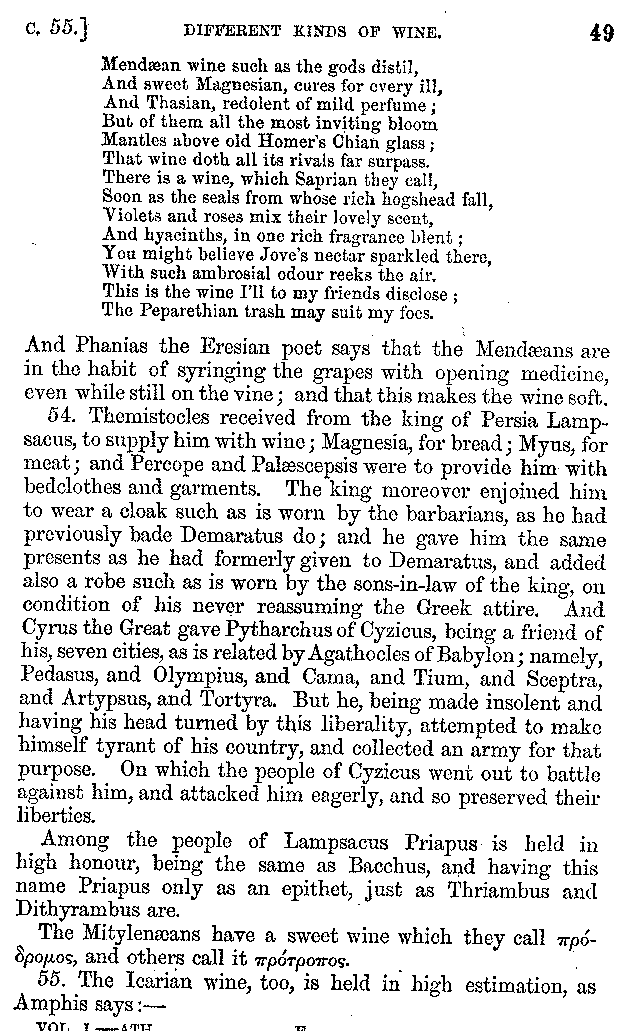 C. 55.] DIFFERENT KINDS OF WINE. 49
Mendæan wine such as the gods distil,
And sweet Magnesian, cures for every ill,
And Thasian, redolent of mild perfume;
But of them all the most inviting bloom
Mantles above old Homer's Chian glass;
That wine doth all its rivals far surpass.
There is a wine, which Saprian they call,
Soon as the seals from whose rich hogshead fall,
Violets and roses mix their lovely scent,
And hyacinths, in one rich fragrance blent;
You might believe Jove's nectar sparkled there,
With such ambrosial odour reeks the air.
This is the wine I'll to my friends disclose;
The Peparethian trash may suit my foes.
And Phanias the Eresian poet says that the Mendæans are
in the habit of syringing the grapes with opening medicine,
even while still on the vine; and that this makes the wine soft.
54. Themistocles received from the king of Persia Lamp-
sacus, to supply him with wine; Magnesia, for bread; Myus, for
meat; and Percope and Palæscepsis were to provide him with
bedclothes and garments. The king moreover enjoined him
to wear a cloak such as is worn by the barbarians, as he had
previously bade Demaratus do; and he gave him the same
presents as he had formerly given to Demaratus, and added
also a robe such as is worn by the sons-in-law of the king, on
condition of his never reassuming the Greek attire. And
Cyrus the Great gave Pytharchus of Cyzicus, being a friend of
his, seven cities, as is related by Agathocles of Babylon; namely,
Pedasus, and Olympius, and Cama, and Tium, and Sceptra,
and Artypsus, and Tortyra. But he, being made insolent and
having his head turned by this liberality, attempted to make
himself tyrant of his country, and collected an army for that
purpose. On which the people of Cyzicus went out to battle
against him, and attacked him eagerly, and so preserved their
liberties.
Among the people of Lampsacus Priapus is held in
high honour, being the same as Bacchus, and having this
name Priapus only as an epithet, just as Thriambus and
Dithyrambus are.
The Mitylenæans have a sweet wine which they call πρό-
δρομος, and others call it πρότροπος.
55. The Icarian wine, too, is held in high estimation, as
Amphis says:—
VOL. I.—ATH. E